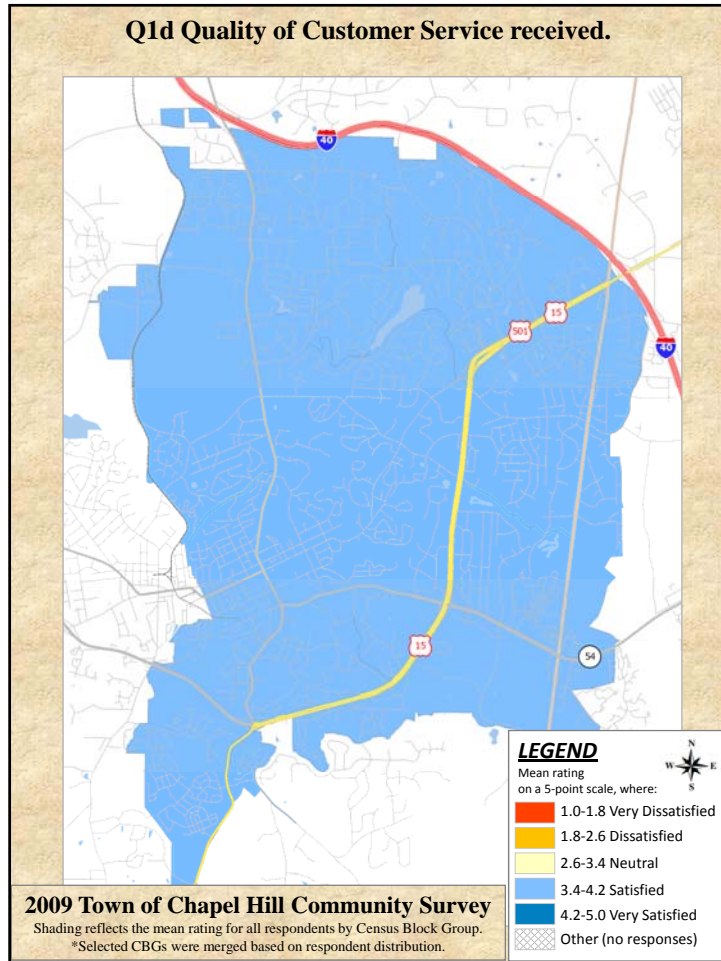 Q1d Quality of Customer Service received.
40
15
501
40
15
54
LEGEND
N
W E
S
Mean rating
on a 5-point scale, where:
1.0-1.8 Very Dissatisfied
1.8-2.6 Dissatisfied
2.6-3.4 Neutral
3.4-4.2 Satisfied
4.2-5.0 Very Satisfied
Other (no responses)
2009 Town of Chapel Hill Community Survey
Shading reflects the mean rating for all respondents by Census Block Group.
*Selected CBGs were merged based on respondent distribution.